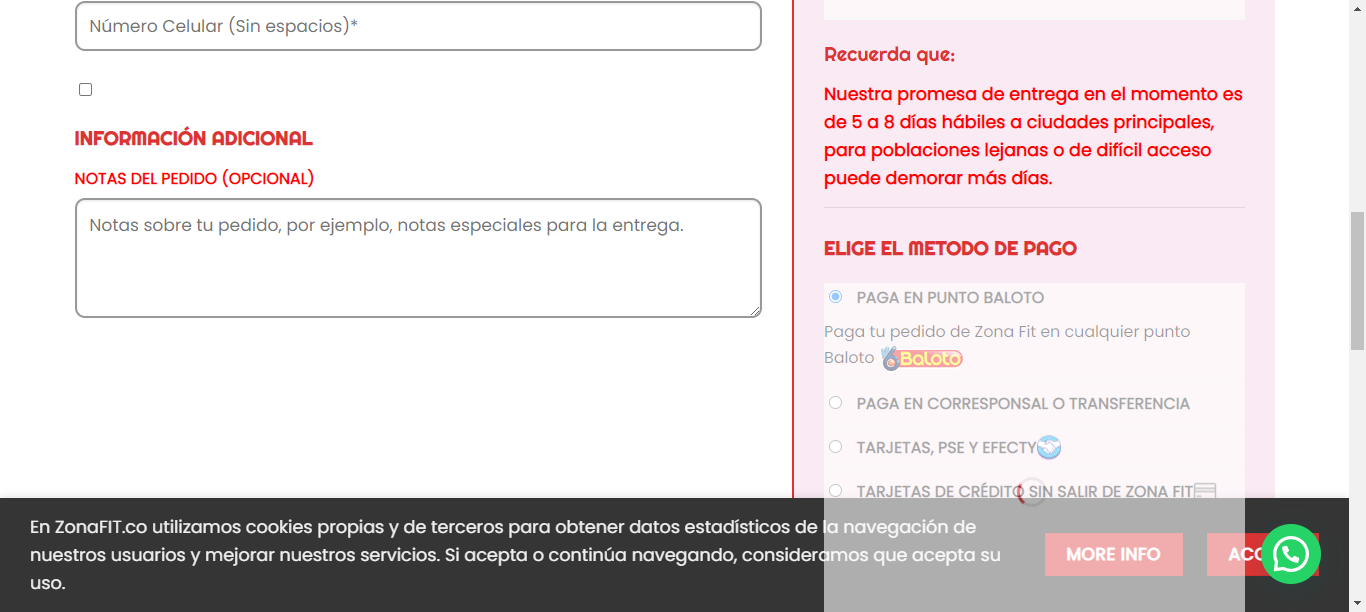 Número Celular (Sin espacios)*
INFORMACIÓN ADICIONAL
NOTAS DEL PEDIDO (OPCIONAL)
Notas sobre tu pedido, por ejemplo, notas especiales para la entrega.
Recuerda que:
Nuestra promesa de entrega en el momento es
de 5 a 8 días hábiles a ciudades principales,
para poblaciones lejanas o de difícil acceso
puede demorar más días.
ELIGE EL METODO DE PAGO
PAGA EN PUNTO BALOTO
Paga tu pedido de Zona Fit en cualquier punto
Baloto Baloto
PAGA EN CORRESPONSAL O TRANSFERENCIA
TARJETAS, PSE Y EFECTY
TARJETAS DE CRÉDITO SIN SALIR DE ZONA FIT
En ZonaFIT.co utilizamos cookies propias y de terceros para obtener datos estadísticos de la navegación de
nuestros usuarios y mejorar nuestros servicios. Si acepta o continúa navegando, consideramos que acepta su
uso.
MORE INFO